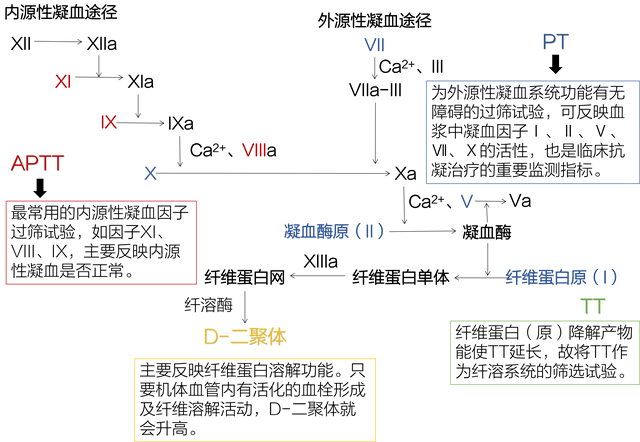 内源性凝血途径
外源性凝血途径
XII
XIIa
VII
PT
Ca²⁺、III
XI
XIa
VIIa-III
为外源性凝血系统功能有无
障碍的过筛试验，可反映血
浆中凝血因子Ⅰ、Ⅱ、Ⅴ、
Ⅶ、Ⅹ的活性，也是临床抗
凝治疗的重要监测指标。
IX
IXa
Ca²⁺、VIIIa
APTT
X
Xa
最常用的内源性凝血因子
过筛试验，如因子XI、
VIII、IX，主要反映内源
性凝血是否正常。
Ca²⁺、V
Va
凝血酶原（II）
凝血酶
XIIIa
纤维蛋白网
纤维蛋白单体
纤维蛋白原（I）
纤溶酶
TT
D-二聚体
纤维蛋白（原）降解产物
能使TT延长，故将TT作
为纤溶系统的筛选试验。
主要反映纤维蛋白溶解功能。只
要机体血管内有活化的血栓形成
及纤维溶解活动，D-二聚体就
会升高。